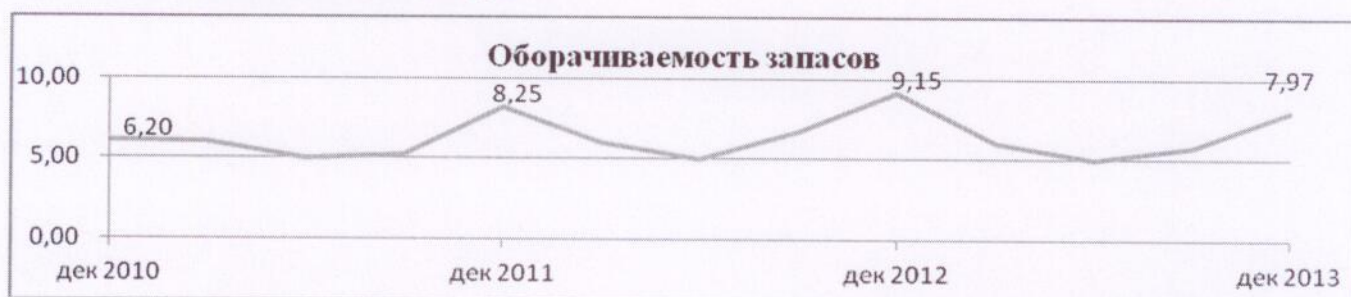 Оборачиваемость запасов
10,00
9,15
7,97
8,25
6,20
5,00
0,00
дек 2010
дек 2011
дек 2012
дек 2013